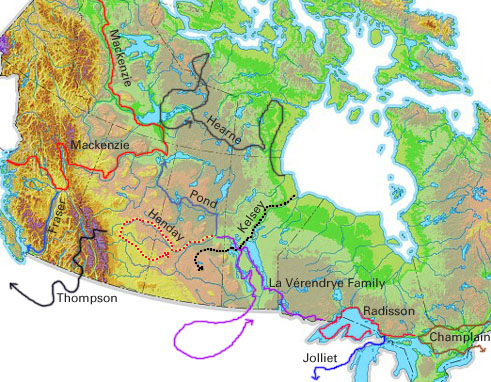 Mackenzie
Hearne
Mackenzie
Pond
Henday
Kelsey
Fraser
La Vérendrye Family
Thompson
Radisson
Champlain
Jolliet